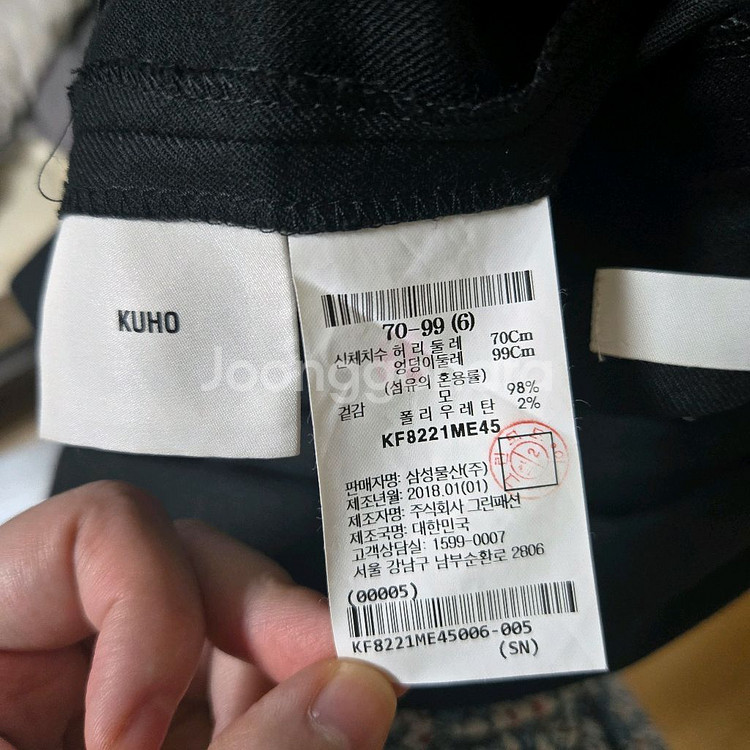 KUHO
70-99 (6)
신체치수 허 리 둘 레 70Cm
엉덩이둘레 99Cm
(섬유의 혼용률)
겉감 모 98%
폴 리 우 레 탄 2%
KF8221ME45
판매자명: 삼성물산(주)
제조년월: 2018.01(01)
제조자명: 주식회사 그린패션
제조국명: 대한민국
고객상담실: 1599-0007
서울 강남구 남부순환로 2806
(00005)
KF8221ME45006-005
(SN)